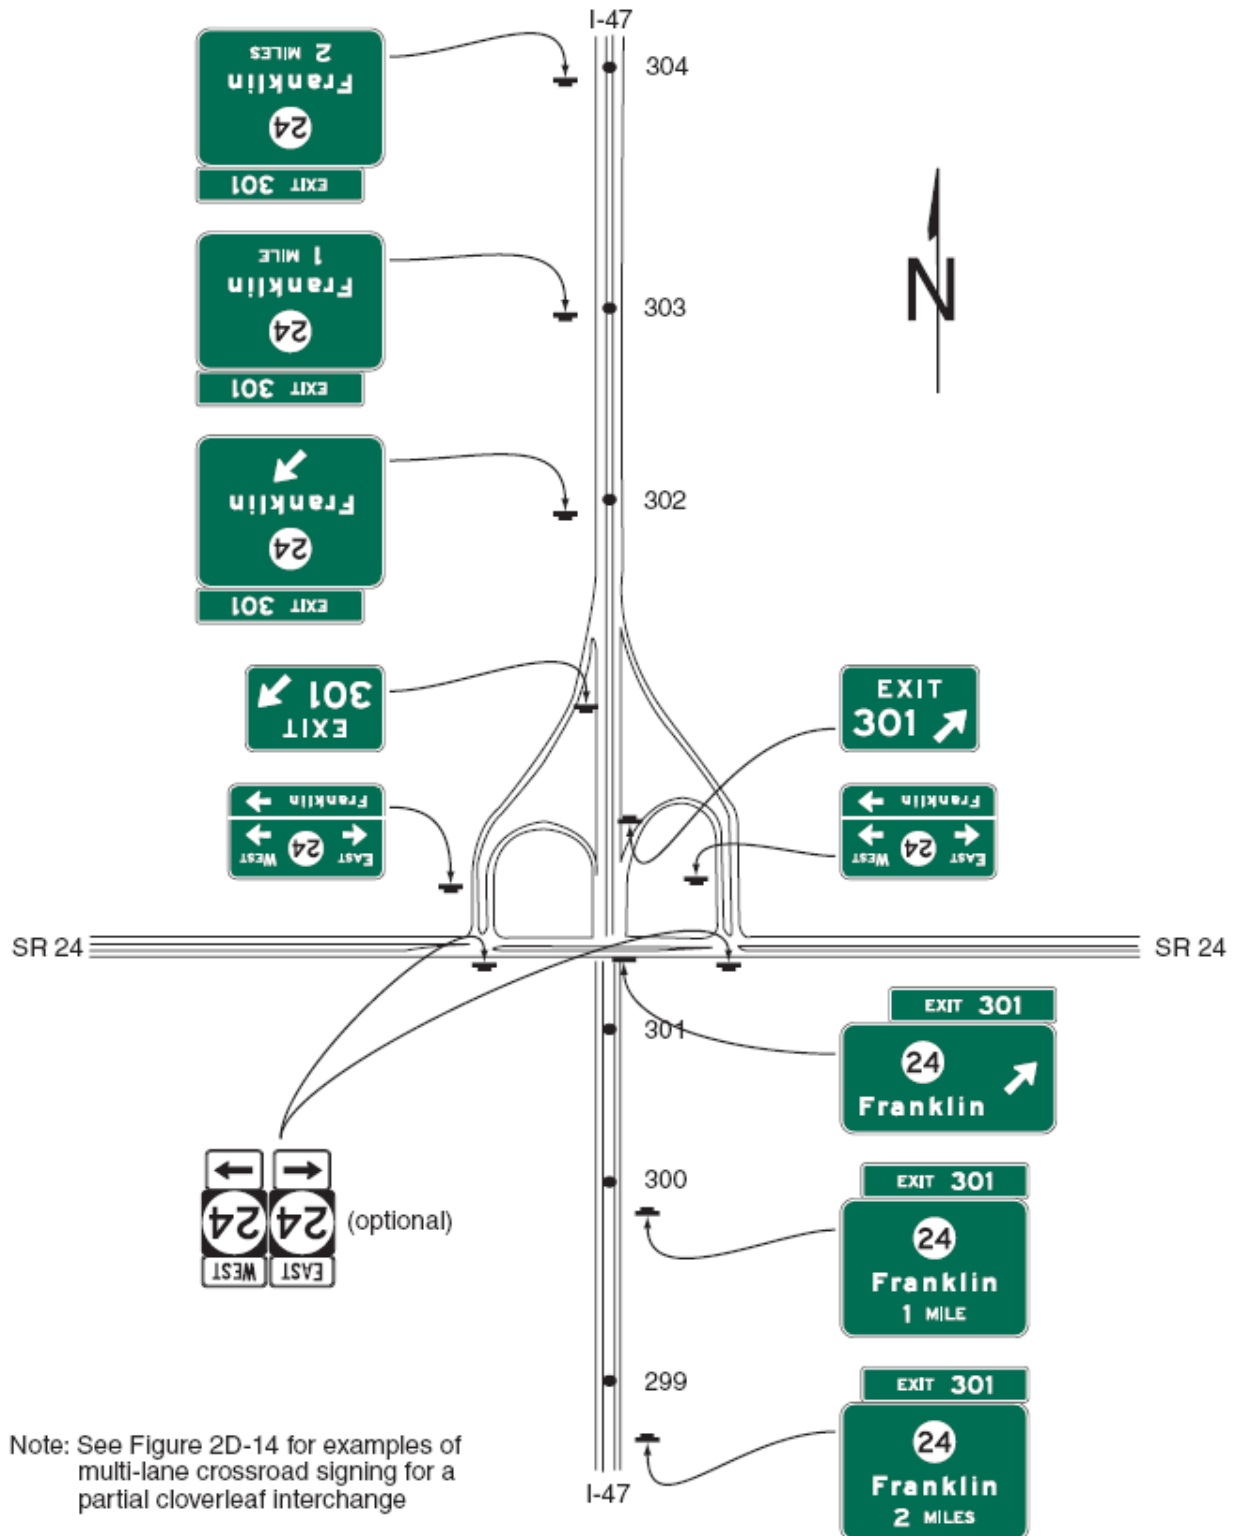 I-47
304
2 MILES
Franklin
24
EXIT 301
303
1 MILE
Franklin
24
EXIT 301
N
302
Franklin
24
EXIT 301
EXIT
301
EXIT
301
EAST 24 WEST
Franklin
EAST 24 WEST
Franklin
SR 24
SR 24
301
EXIT 301
24
Franklin
300
EXIT 301
24
Franklin
1 MILE
WEST
24
EAST
24
(optional)
299
EXIT 301
24
Franklin
2 MILES
I-47
Note: See Figure 2D-14 for examples of
multi-lane crossroad signing for a
partial cloverleaf interchange